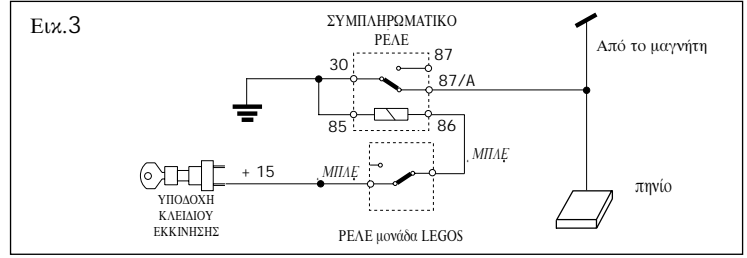 Εικ.3
ΣΥΜΠΛΗΡΩΜΑΤΙΚΟ
ΡΕΛΕ
87
30
87/A
Από το μαγνήτη
85
86
ΜΠΛΕ
+ 15
ΜΠΛΕ
ΥΠΟΔΟΧΗ
ΚΛΕΙΔΙΟΥ
ΕΚΚΙΝΗΣΗΣ
πηνίο
ΡΕΛΕ μονάδα LEGOS